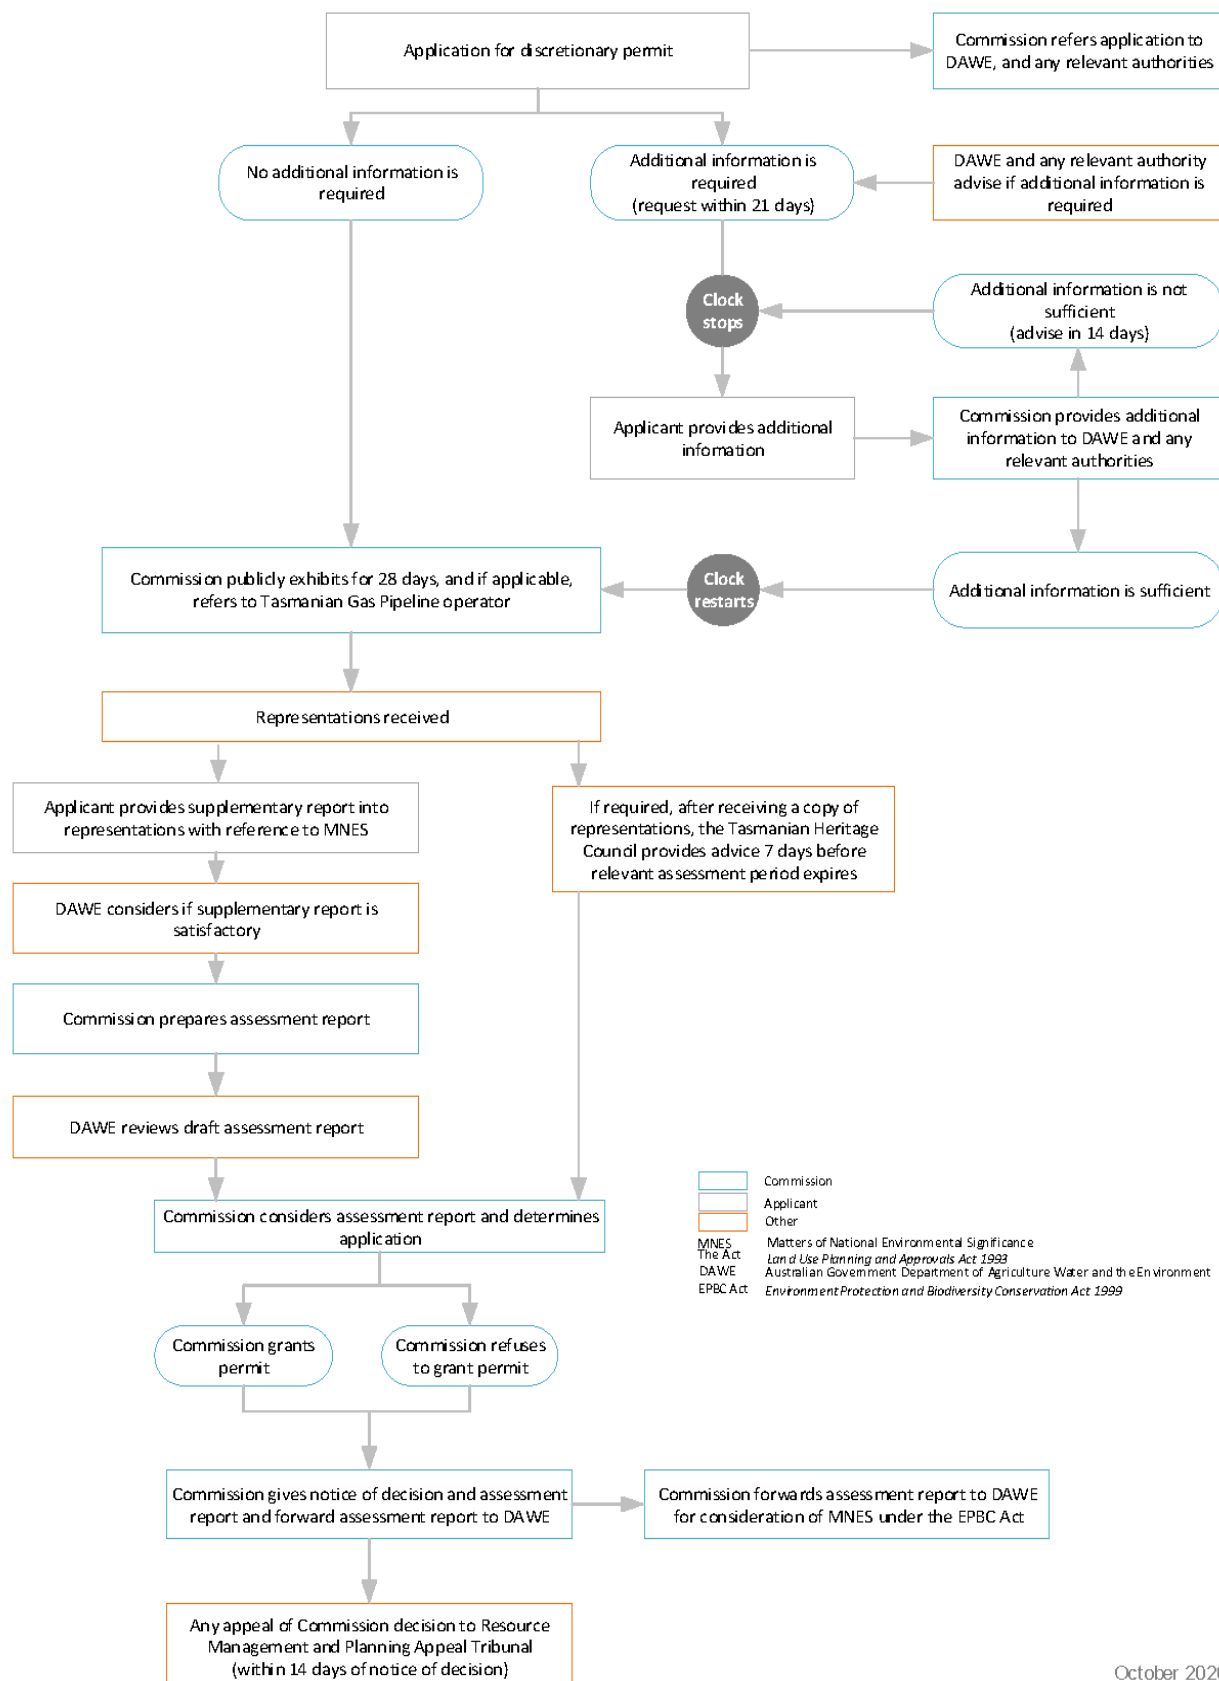 Application for discretionary permit
Commission refers application to
DAWE, and any relevant authorities
No additional information is
required
Additional information is
required
(request within 21 days)
DAWE and any relevant authority
advise if additional information is
required
Clock
stops
Additional information is not
sufficient
(advise in 14 days)
Applicant provides additional
infomation
Commission provides additional
information to DAWE and any
relevant authorities
Commission publicly exhibits for 28 days, and if applicable,
refers to Tasmanian Gas Pipeline operator
Clock
restarts
Additional information is sufficient
Representations received
Applicant provides supplementary report into
representations with reference to MNES
If required, after receiving a copy of
representations, the Tasmanian Heritage
Council provides advice 7 days before
relevant assessment period expires
DAWE considers if supplementary report is
satisfactory
Commission prepares assessment report
DAWE reviews draft assessment report
Commission considers assessment report and determines
application
Commission
Applicant
Other
MNES Matters of National Environmental Significance
The Act Land Use Planning and Approvals Act 1993
DAWE Australian Government Department of Agriculture Water and the Environment
EPBC Act Environment Protection and Biodiversity Conservation Act 1999
Commission grants
permit
Commission refuses
to grant permit
Commission gives notice of decision and assessment
report and forward assessment report to DAWE
Commission forwards assessment report to DAWE
for consideration of MNES under the EPBC Act
Any appeal of Commission decision to Resource
Management and Planning Appeal Tribunal
(within 14 days of notice of decision)
October 2020